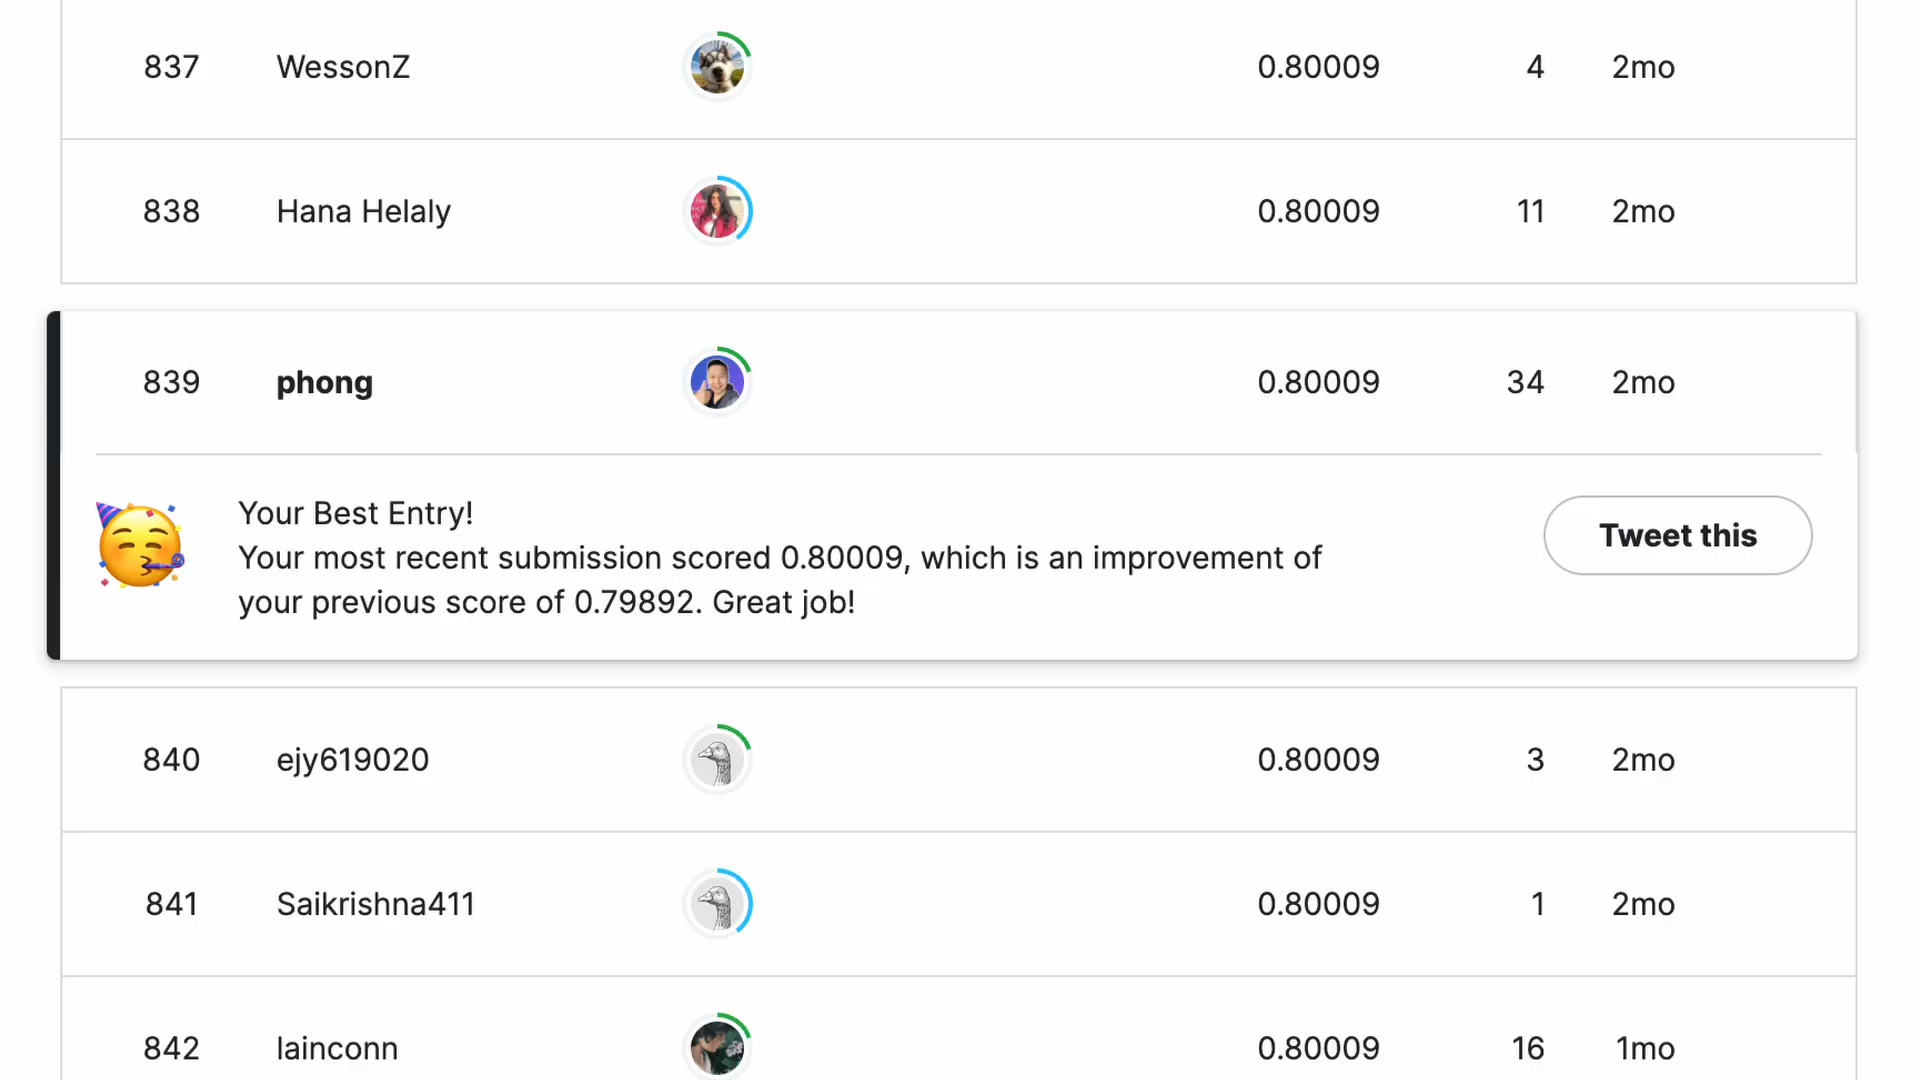 837 WessonZ 0.80009 4 2mo
838 Hana Helaly 0.80009 11 2mo
839 phong 0.80009 34 2mo
Your Best Entry!
Your most recent submission scored 0.80009, which is an improvement of
your previous score of 0.79892. Great job!
Tweet this
840 ejy619020 0.80009 3 2mo
841 Saikrishna411 0.80009 1 2mo
842 lainconn 0.80009 16 1mo